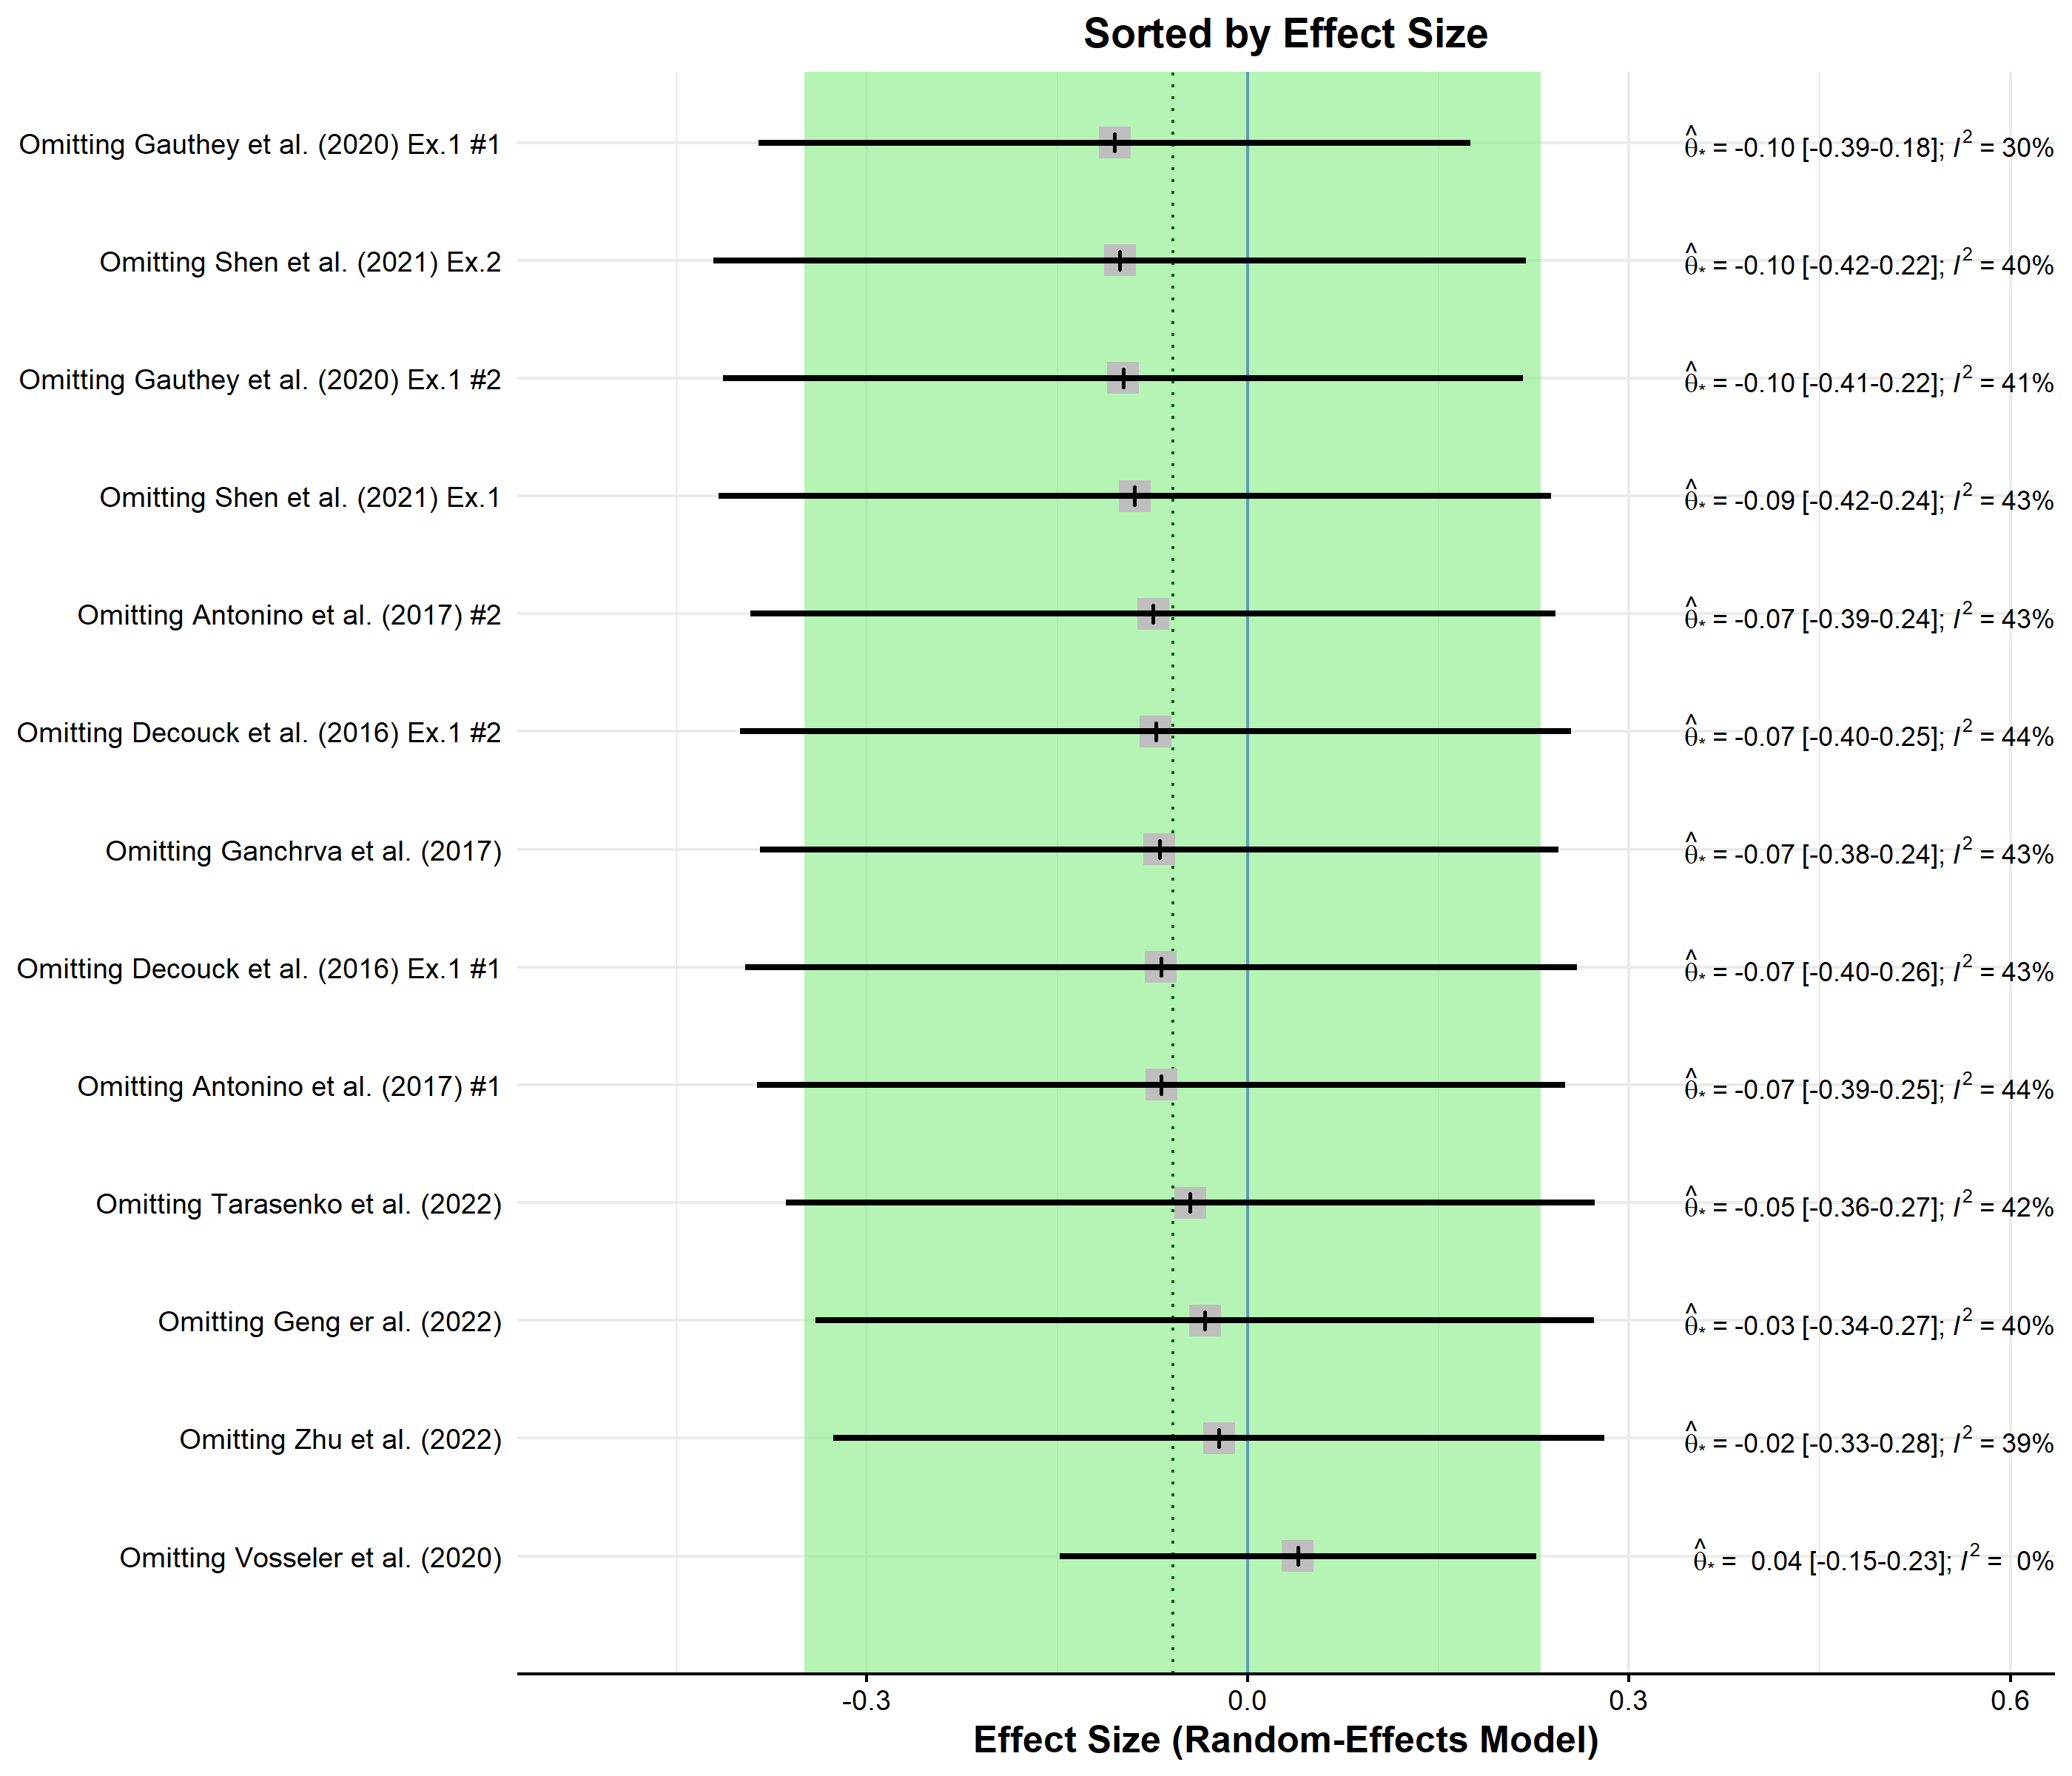 Sorted by Effect Size
Omitting Gauthey et al. (2020) Ex.1 #1 θ̂* = -0.10 [-0.39-0.18]; I² = 30%
Omitting Shen et al. (2021) Ex.2 θ̂* = -0.10 [-0.42-0.22]; I² = 40%
Omitting Gauthey et al. (2020) Ex.1 #2 θ̂* = -0.10 [-0.41-0.22]; I² = 41%
Omitting Shen et al. (2021) Ex.1 θ̂* = -0.09 [-0.42-0.24]; I² = 43%
Omitting Antonino et al. (2017) #2 θ̂* = -0.07 [-0.39-0.24]; I² = 43%
Omitting Decouck et al. (2016) Ex.1 #2 θ̂* = -0.07 [-0.40-0.25]; I² = 44%
Omitting Ganchrva et al. (2017) θ̂* = -0.07 [-0.38-0.24]; I² = 43%
Omitting Decouck et al. (2016) Ex.1 #1 θ̂* = -0.07 [-0.40-0.26]; I² = 43%
Omitting Antonino et al. (2017) #1 θ̂* = -0.07 [-0.39-0.25]; I² = 44%
Omitting Tarasenko et al. (2022) θ̂* = -0.05 [-0.36-0.27]; I² = 42%
Omitting Geng er al. (2022) θ̂* = -0.03 [-0.34-0.27]; I² = 40%
Omitting Zhu et al. (2022) θ̂* = -0.02 [-0.33-0.28]; I² = 39%
Omitting Vosseler et al. (2020) θ̂* = 0.04 [-0.15-0.23]; I² = 0%
-0.3 0.0 0.3 0.6
Effect Size (Random-Effects Model)